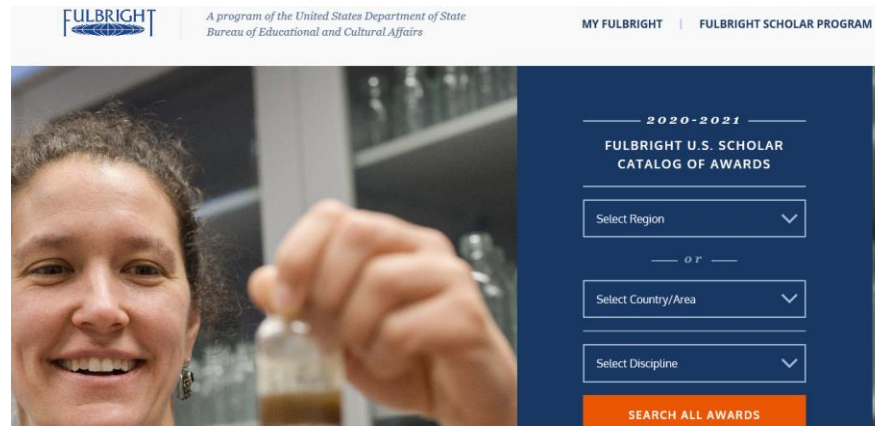 FULBRIGHT
A program of the United States Department of State
Bureau of Educational and Cultural Affairs
MY FULBRIGHT | FULBRIGHT SCHOLAR PROGRAM
2020-2021
FULBRIGHT U.S. SCHOLAR
CATALOG OF AWARDS
Select Region
or
Select Country/Area
Select Discipline
SEARCH ALL AWARDS